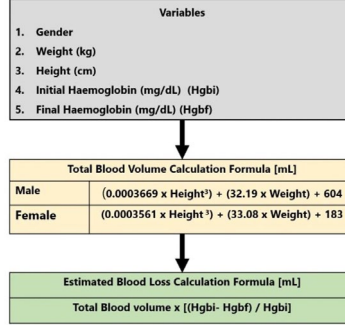 Variables
1. Gender
2. Weight (kg)
3. Height (cm)
4. Initial Haemoglobin (mg/dL) (Hgbi)
5. Final Haemoglobin (mg/dL) (Hgbf)
Total Blood Volume Calculation Formula [mL]
Male (0.0003669 x Height³) + (32.19 x Weight) + 604
Female (0.0003561 x Height ³) + (33.08 x Weight) + 183
Estimated Blood Loss Calculation Formula [mL]
Total Blood volume x [(Hgbi- Hgbf) / Hgbi]